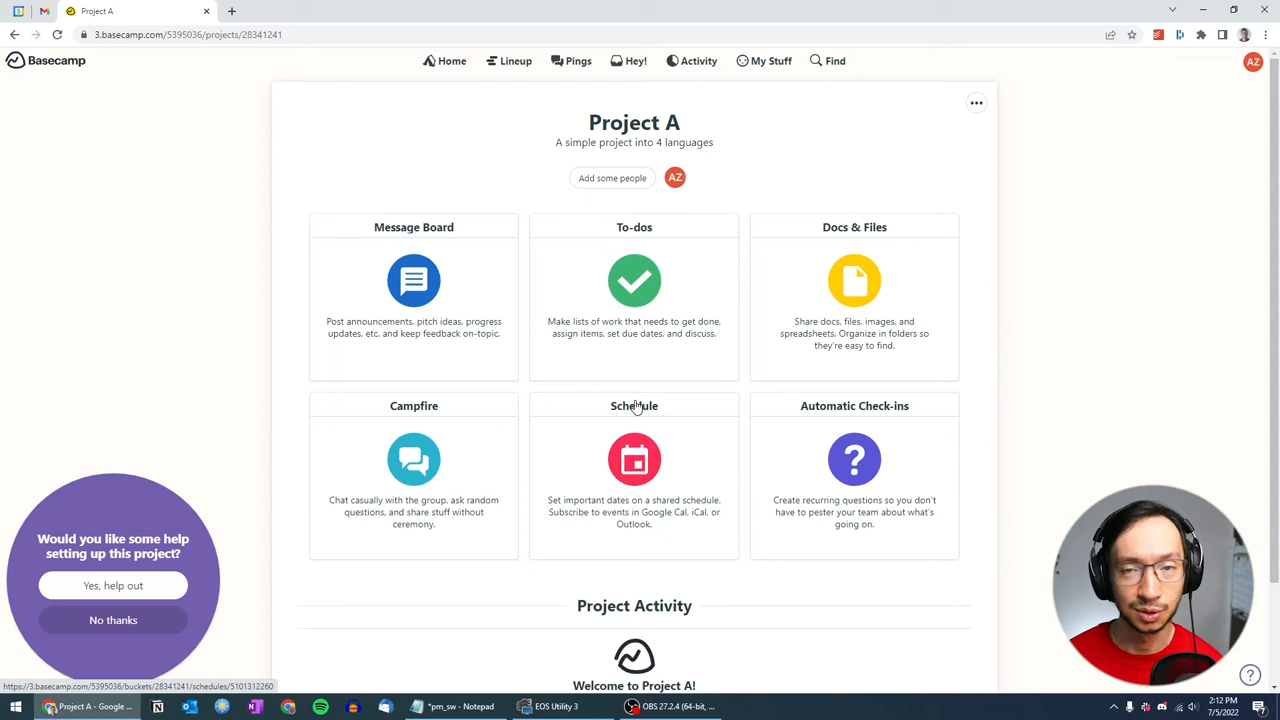 Project A
3.basecamp.com/5395036/projects/28341241
Basecamp
Home
Lineup
Pings
Hey!
Activity
My Stuff
Find
AZ
Project A
A simple project into 4 languages
Add some people
AZ
Message Board
Post announcements, pitch ideas, progress
updates, etc. and keep feedback on-topic.
To-dos
Make lists of work that needs to get done,
assign items, set due dates, and discuss.
Docs & Files
Share docs, files, images, and
spreadsheets. Organize in folders so
they're easy to find.
Campfire
Chat casually with the group, ask random
questions, and share stuff without
ceremony.
Schedule
Set important dates on a shared schedule.
Subscribe to events in Google Cal, iCal, or
Outlook.
Automatic Check-ins
Create recurring questions so you don't
have to pester your team about what's
going on.
Would you like some help
setting up this project?
Yes, help out
No thanks
Project Activity
Welcome to Project A!
https://3.basecamp.com/5395036/buckets/28341241/schedules/5101312260
Project A - Google ...
*pm_sw - Notepad
EOS Utility 3
OBS 27.2.4 (64-bit, ...
2:12 PM
7/5/2022